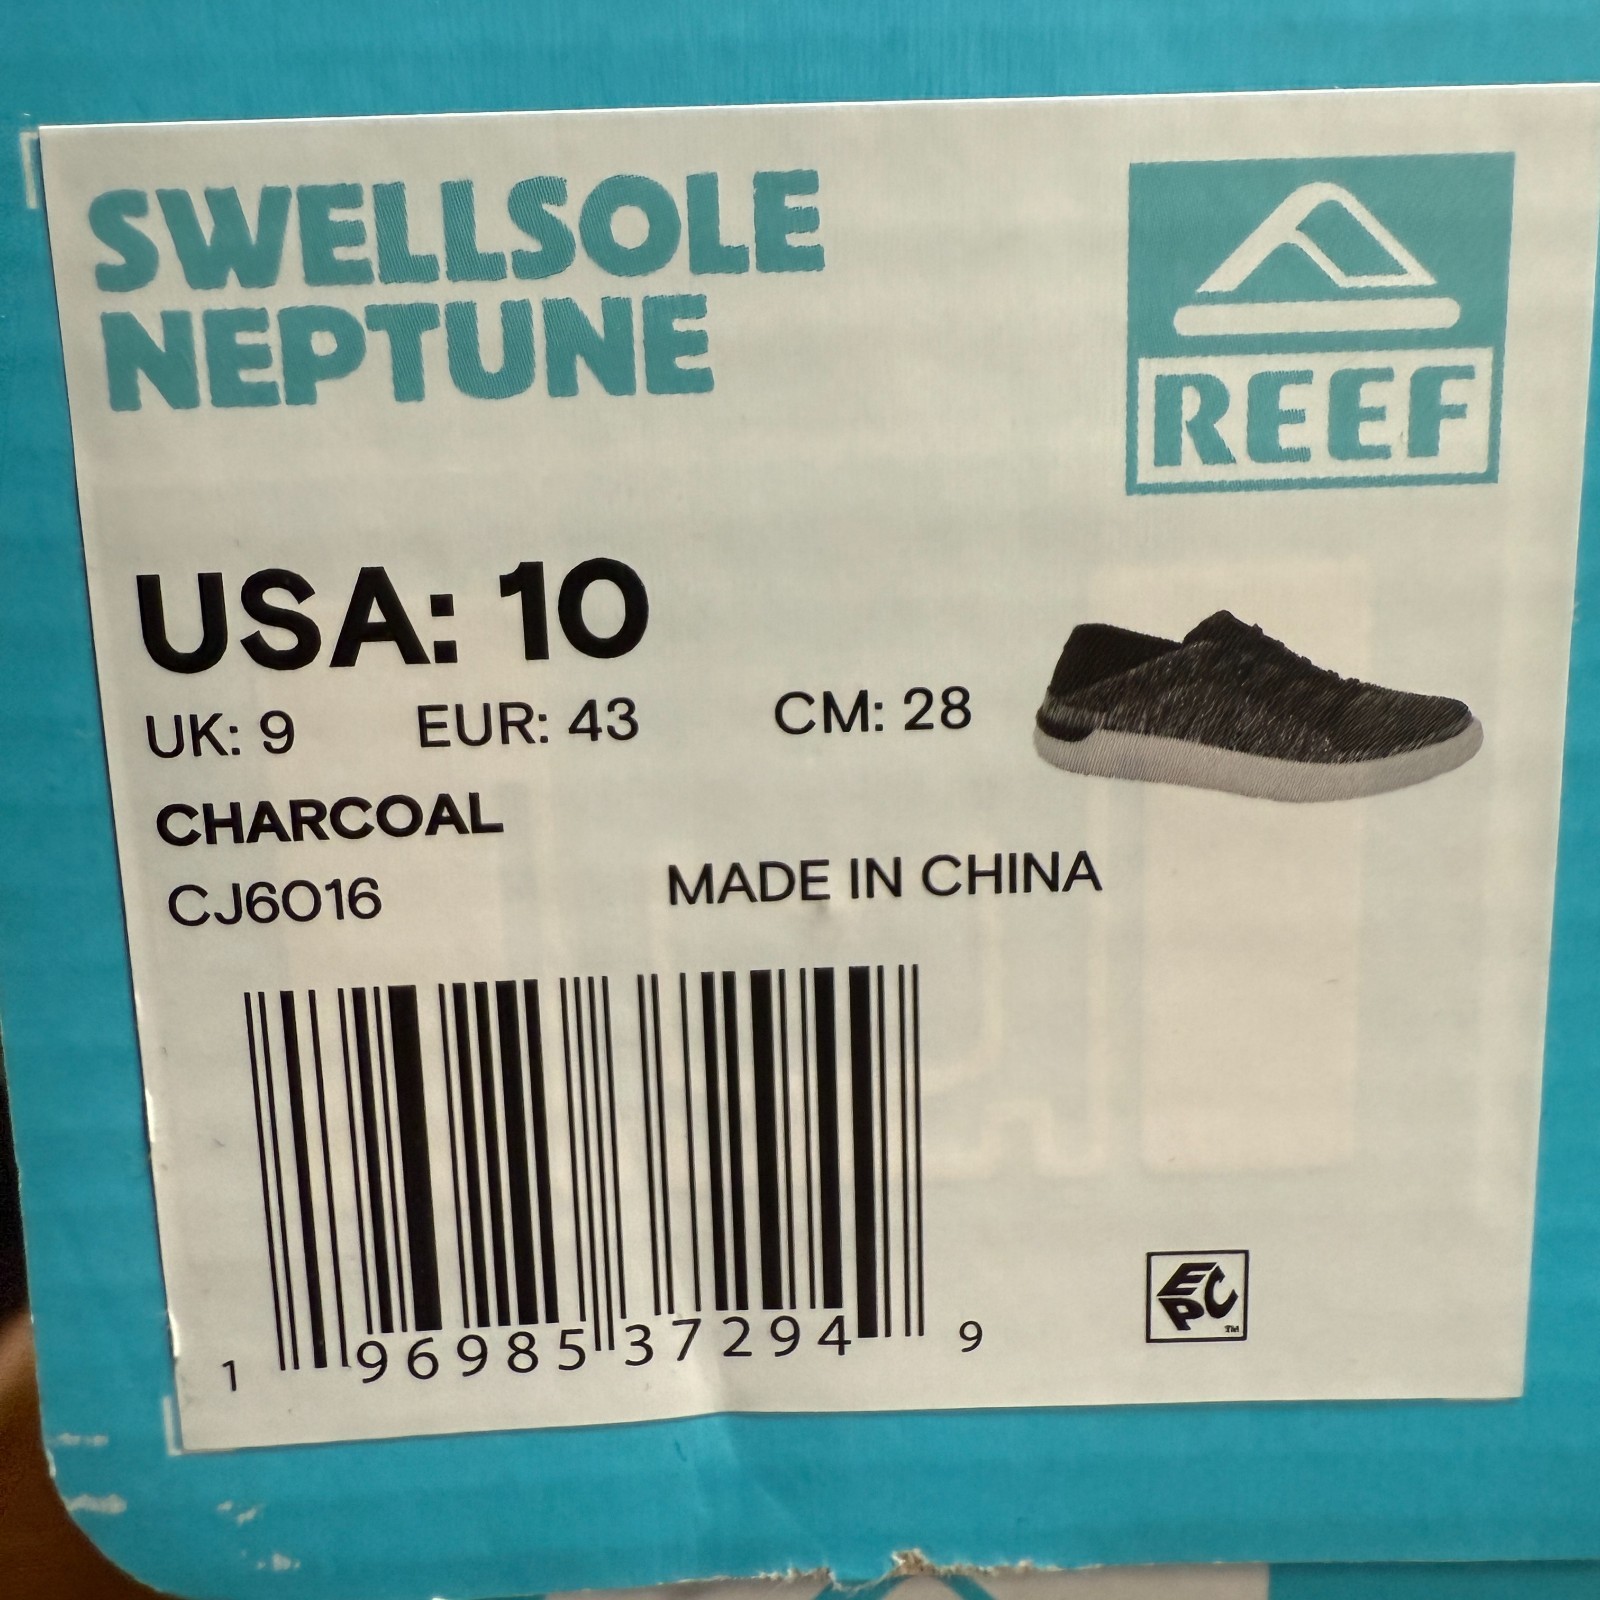 SWELLSOLE
NEPTUNE
REEF
USA: 10
UK: 9 EUR: 43 CM: 28
CHARCOAL
CJ6016 MADE IN CHINA
1 96985 37294 9
EPC
TM